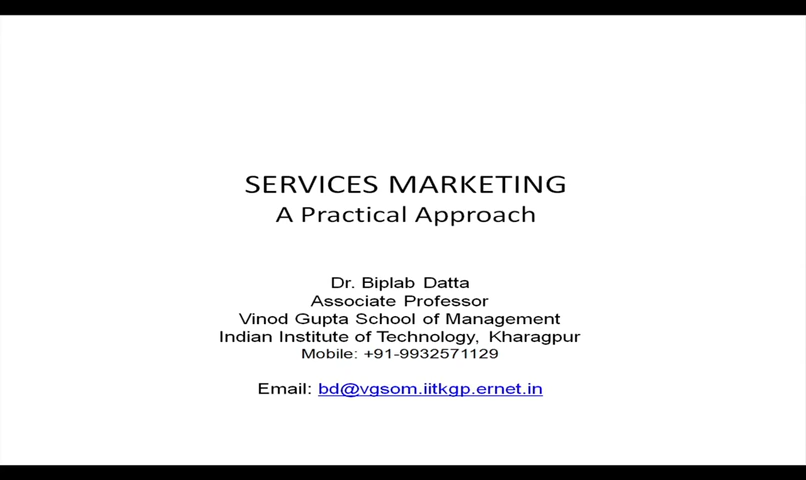 SERVICES MARKETING
A Practical Approach
Dr. Biplab Datta
Associate Professor
Vinod Gupta School of Management
Indian Institute of Technology, Kharagpur
Mobile: +91-9932571129
Email: bd@vgsom.iitkgp.ernet.in